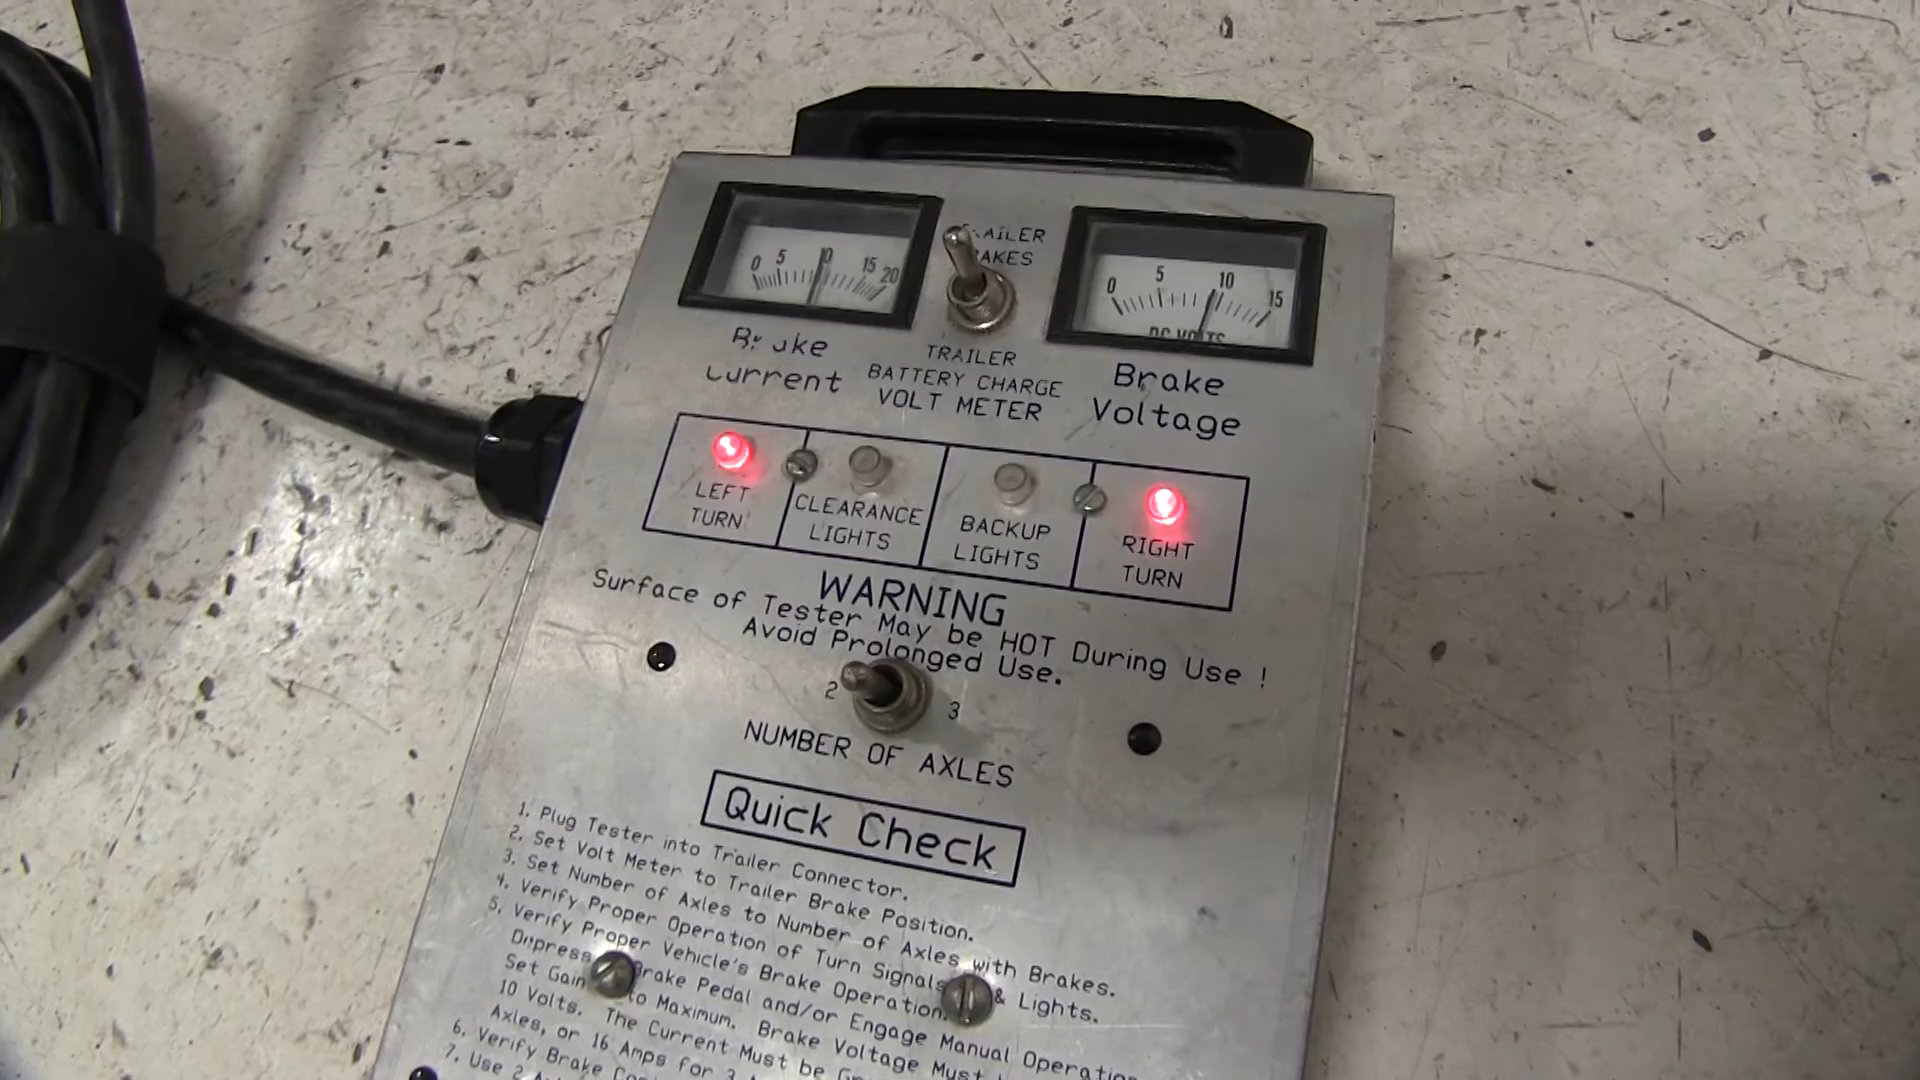 0 5 10 15 20
TRAILER
BRAKES
0 5 10 15
DC VOLTS
Brake
Current
TRAILER
BATTERY CHARGE
VOLT METER
Brake
Voltage
LEFT
TURN
CLEARANCE
LIGHTS
BACKUP
LIGHTS
RIGHT
TURN
WARNING
Surface of Tester May be HOT During Use !
Avoid Prolonged Use.
2
3
NUMBER OF AXLES
Quick Check
1. Plug Tester into Trailer Connector.
2. Set Volt Meter to Trailer Brake Position.
3. Set Number of Axles to Number of Axles with Brakes.
4. Verify Proper Operation of Turn Signals & Lights.
5. Verify Proper Vehicle's Brake Operation.
Depress Brake Pedal and/or Engage Manual
Set Gain to Maximum. Brake Voltage
10 Volts. The Current Must be
Axles, or 16 Amps for 3
6. Verify Brake
7. Use 2